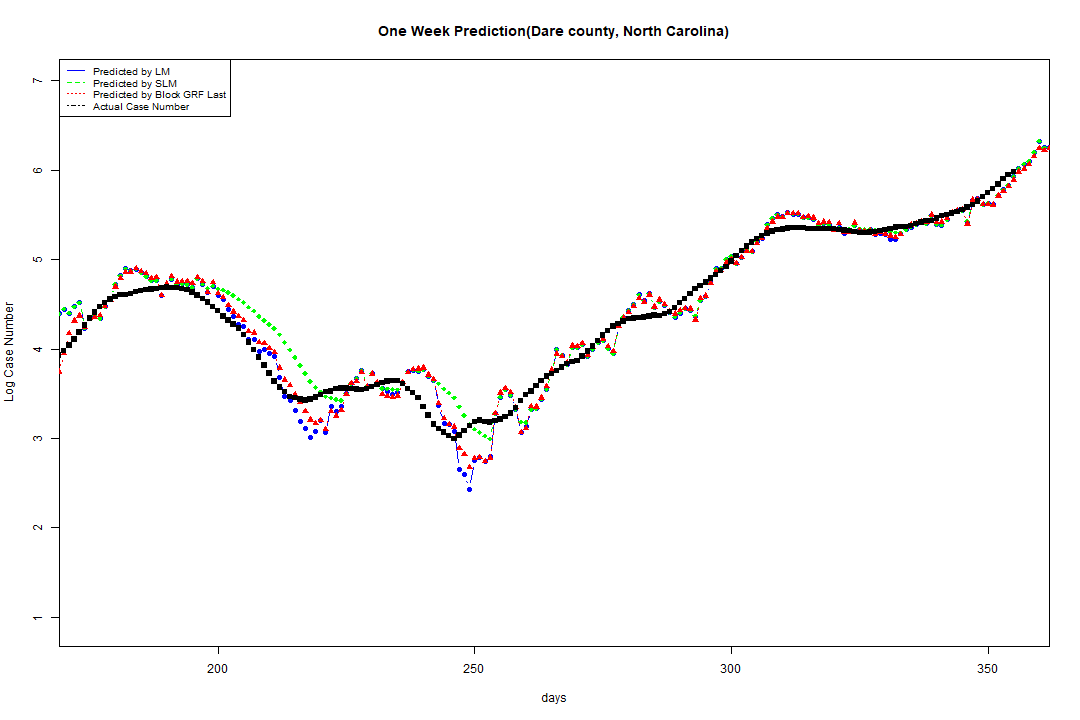 One Week Prediction(Dare county, North Carolina)
Predicted by LM
Predicted by SLM
Predicted by Block GRF Last
Actual Case Number
7
6
5
4
3
2
1
Log Case Number
200 250 300 350
days